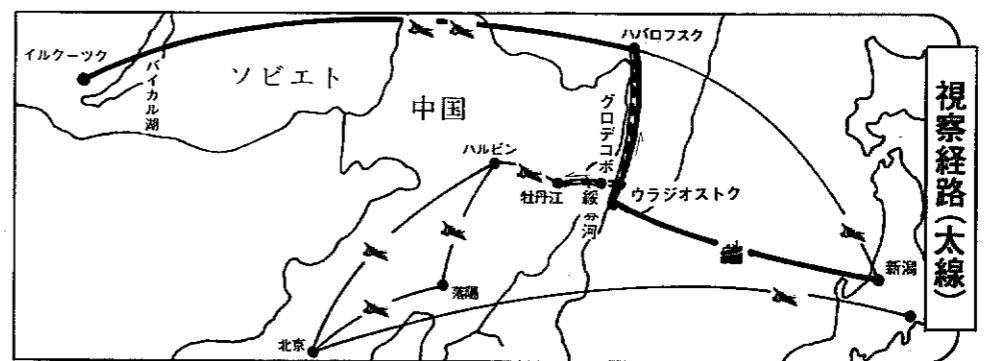 視察経路(太線)
ハバロフスク
イルクーツク
バイカル湖
ソビエト
中国
グロデコボ
ハルビン
牡丹江
綏芬河
ウラジオストク
新潟
落陽
北京